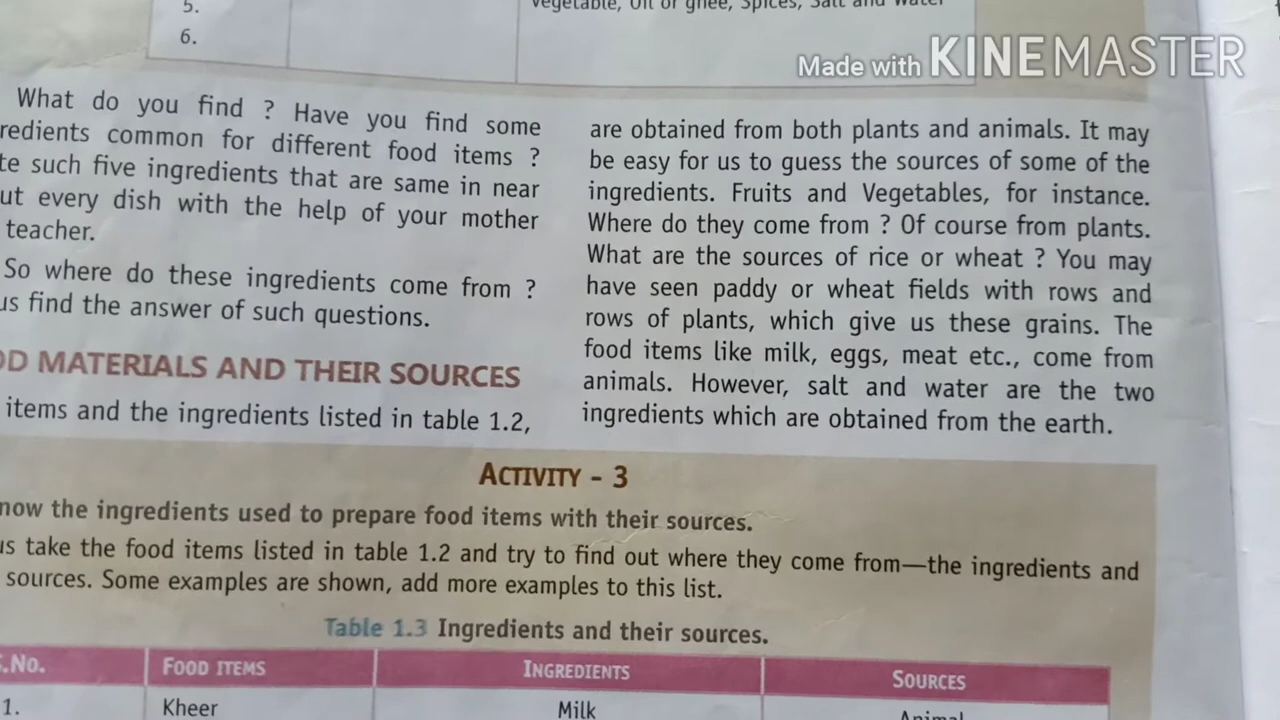 5.
Vegetable, Oil or ghee, Spices, Salt and Water
6.
Made with KINEMASTER
What do you find ? Have you find some
redients common for different food items ?
te such five ingredients that are same in near
ut every dish with the help of your mother
teacher.
So where do these ingredients come from ?
us find the answer of such questions.
OD MATERIALS AND THEIR SOURCES
items and the ingredients listed in table 1.2,
are obtained from both plants and animals. It may
be easy for us to guess the sources of some of the
ingredients. Fruits and Vegetables, for instance.
Where do they come from ? Of course from plants.
What are the sources of rice or wheat ? You may
have seen paddy or wheat fields with rows and
rows of plants, which give us these grains. The
food items like milk, eggs, meat etc., come from
animals. However, salt and water are the two
ingredients which are obtained from the earth.
ACTIVITY - 3
now the ingredients used to prepare food items with their sources.
us take the food items listed in table 1.2 and try to find out where they come from—the ingredients and
sources. Some examples are shown, add more examples to this list.
Table 1.3 Ingredients and their sources.
S.No. FOOD ITEMS INGREDIENTS SOURCES
1. Kheer Milk Animal